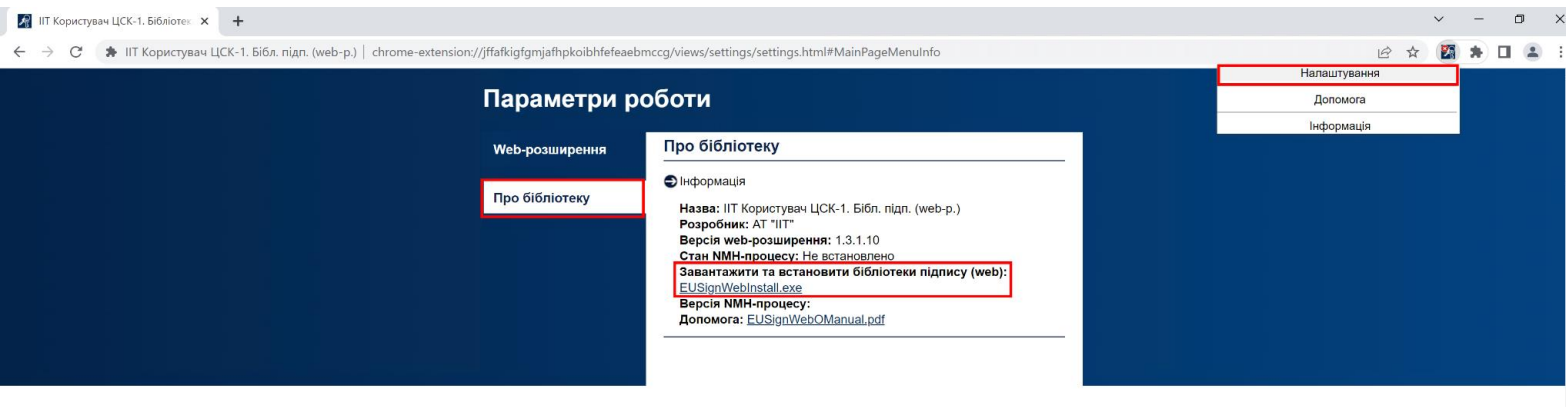 ІІТ Користувач ЦСК-1. Бібліотек
ІІТ Користувач ЦСК-1. Бібл. підп. (web-р.) | chrome-extension://jffafkigfgmjafhpkoibhfefeaebmccg/views/settings/settings.html#MainPageMenuInfo
Налаштування
Допомога
Інформація
Параметри роботи
Web-розширення
Про бібліотеку
Про бібліотеку
Інформація
Назва: ІІТ Користувач ЦСК-1. Бібл. підп. (web-р.)
Розробник: АТ "ІІТ"
Версія web-розширення: 1.3.1.10
Стан NMH-процесу: Не встановлено
Завантажити та встановити бібліотеки підпису (web):
EUSignWebInstall.exe
Версія NMH-процесу:
Допомога: EUSignWebOManual.pdf